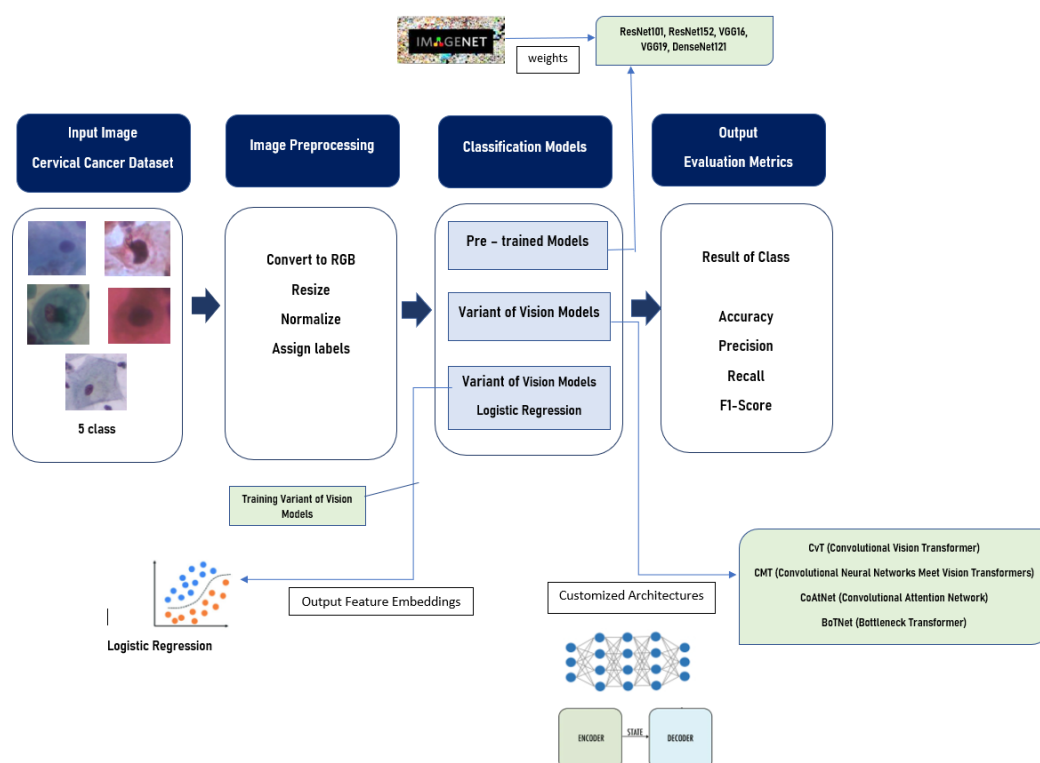 IMAGENET
weights
ResNet101, ResNet152, VGG16,
VGG19, DenseNet121
Input Image
Cervical Cancer Dataset
Image Preprocessing
Classification Models
Output
Evaluation Metrics
5 class
Convert to RGB
Resize
Normalize
Assign labels
Pre – trained Models
Variant of Vision Models
Variant of Vision Models
Logistic Regression
Result of Class
Accuracy
Precision
Recall
F1-Score
Training Variant of Vision
Models
Logistic Regression
Output Feature Embeddings
Customized Architectures
CvT (Convolutional Vision Transformer)
CMT (Convolutional Neural Networks Meet Vision Transformers)
CoAtNet (Convolutional Attention Network)
BoTNet (Bottleneck Transformer)
ENCODER
STATE
DECODER